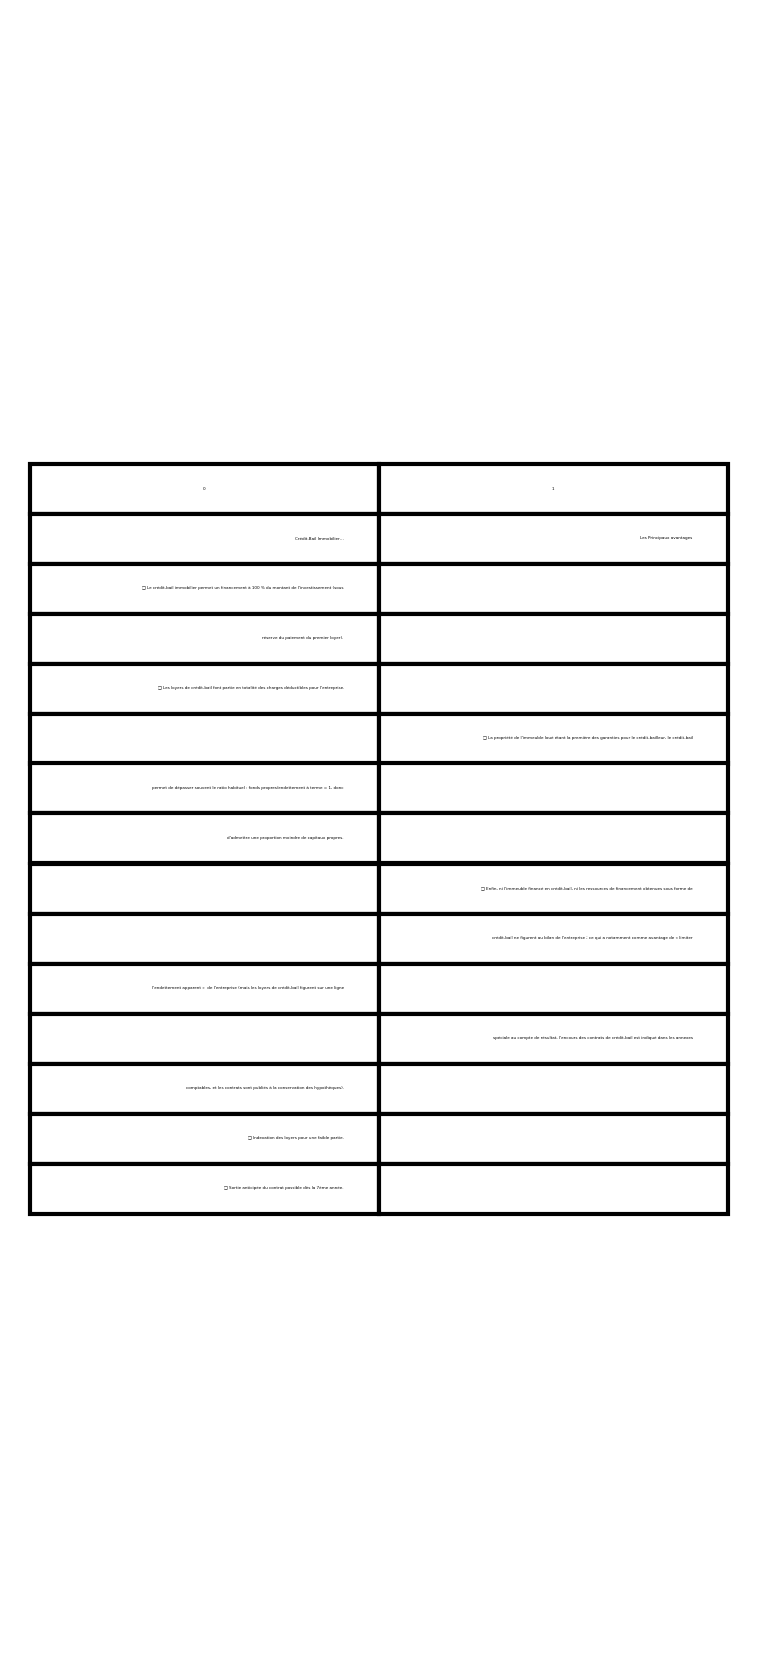 0 1
Crédit-Bail Immobilier... Les Principaux avantages
❑ Le crédit-bail immobilier permet un financement à 100 % du montant de l'investissement (sous
réserve du paiement du premier loyer).
❑ Les loyers de crédit-bail font partie en totalité des charges déductibles pour l'entreprise.
❑ La propriété de l'immeuble loué étant la première des garanties pour le crédit-bailleur, le crédit-bail
permet de dépasser souvent le ratio habituel : fonds propres/endettement à terme = 1, donc
d'admettre une proportion moindre de capitaux propres.
❑ Enfin, ni l'immeuble financé en crédit-bail, ni les ressources de financement obtenues sous forme de
crédit-bail ne figurent au bilan de l'entreprise : ce qui a notamment comme avantage de « limiter
l'endettement apparent » de l'entreprise (mais les loyers de crédit-bail figurent sur une ligne
spéciale au compte de résultat, l'encours des contrats de crédit-bail est indiqué dans les annexes
comptables, et les contrats sont publiés à la conservation des hypothèques).
❑ Indexation des loyers pour une faible partie.
❑ Sortie anticipée du contrat possible dès la 7ème année.